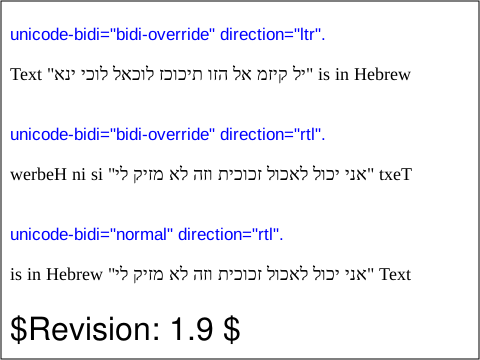 unicode-bidi="bidi-override" direction="ltr".
Text "יל קיזמ אל הזו תיכוכז לוכאל לוכי ינא" is in Hebrew
unicode-bidi="bidi-override" direction="rtl".
werbeH ni si "אני יכול לאכול זכוכית וזה לא מזיק לי" txeT
unicode-bidi="normal" direction="rtl".
is in Hebrew "אני יכול לאכול זכוכית וזה לא מזיק לי" Text
$Revision: 1.9 $